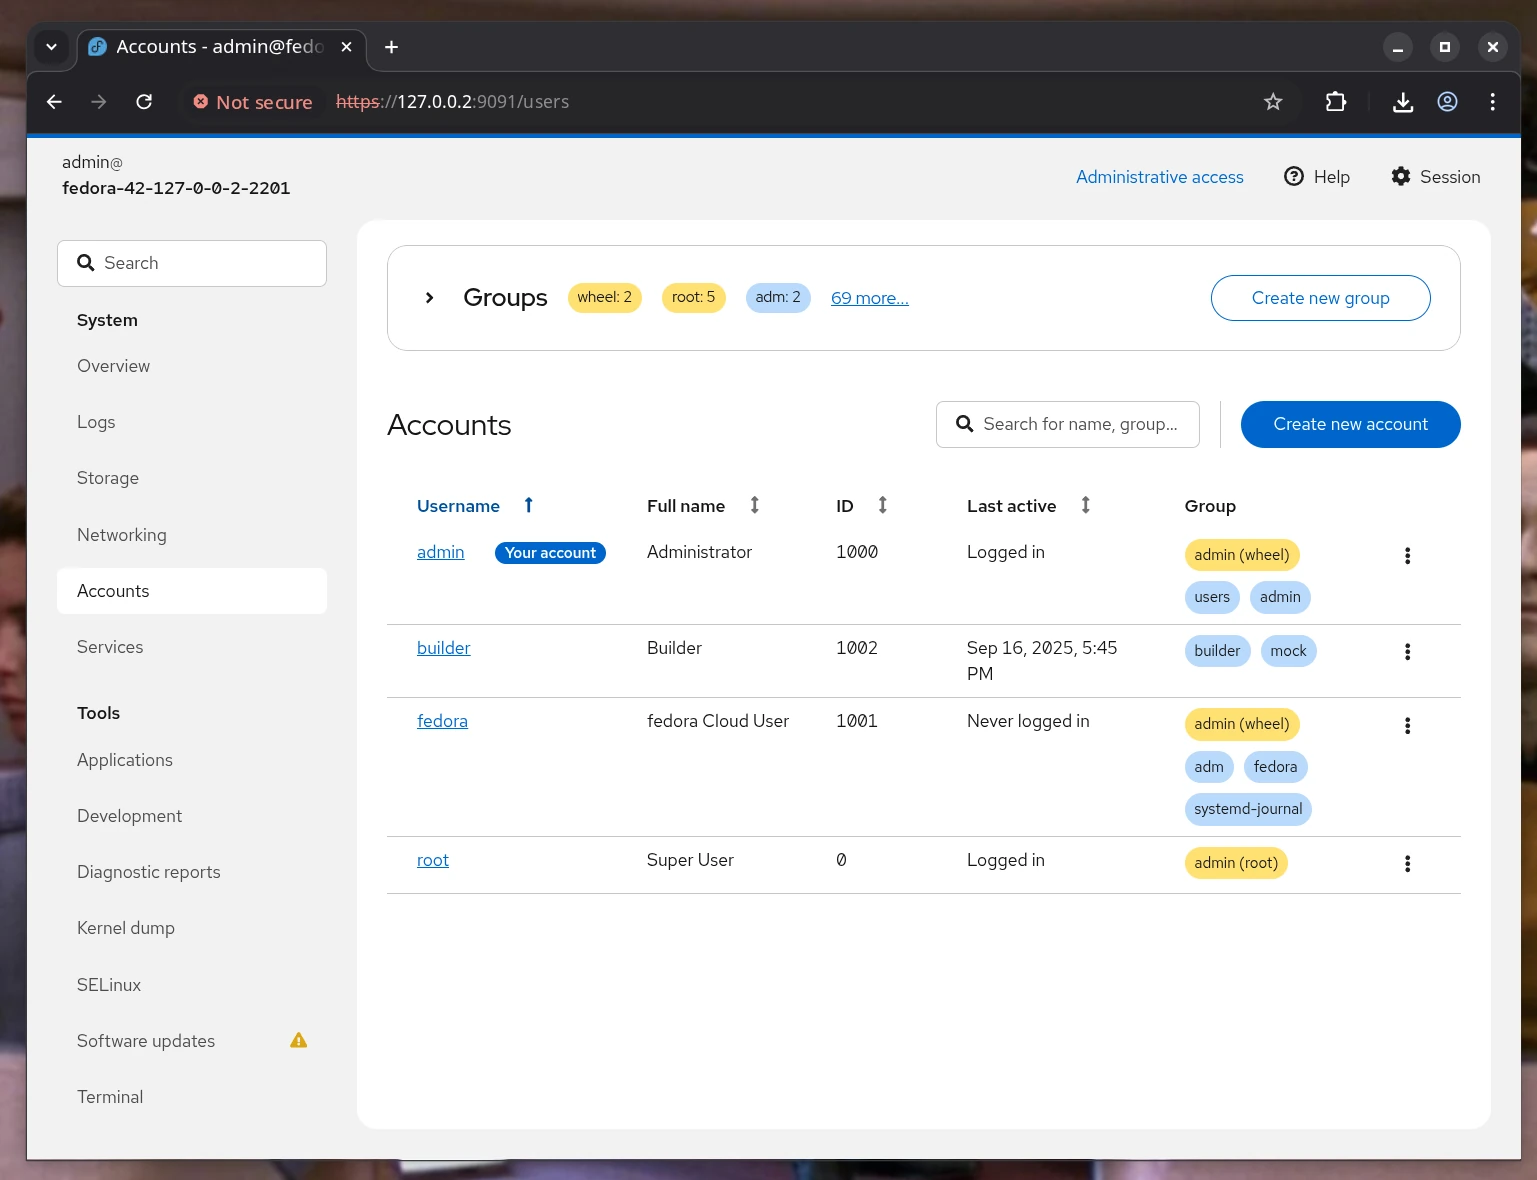 Accounts - admin@fedo
Not secure https://127.0.0.2:9091/users
admin@
fedora-42-127-0-0-2-2201
Administrative access Help Session
Search
System
Overview
Logs
Storage
Networking
Accounts
Services
Tools
Applications
Development
Diagnostic reports
Kernel dump
SELinux
Software updates
Terminal
Groups wheel: 2 root: 5 adm: 2 69 more... Create new group
Accounts Search for name, group... Create new account
Username Full name ID Last active Group
admin Your account Administrator 1000 Logged in admin (wheel)
users admin
builder Builder 1002 Sep 16, 2025, 5:45 builder mock
PM
fedora fedora Cloud User 1001 Never logged in admin (wheel)
adm fedora
systemd-journal
root Super User 0 Logged in admin (root)